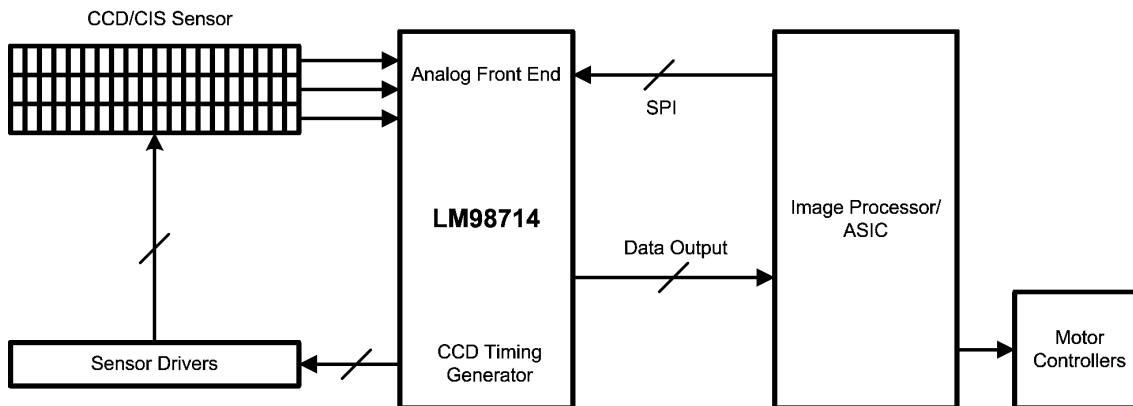 CCD/CIS Sensor
Analog Front End
SPI
LM98714
Image Processor/
ASIC
Data Output
Sensor Drivers
CCD Timing
Generator
Motor
Controllers